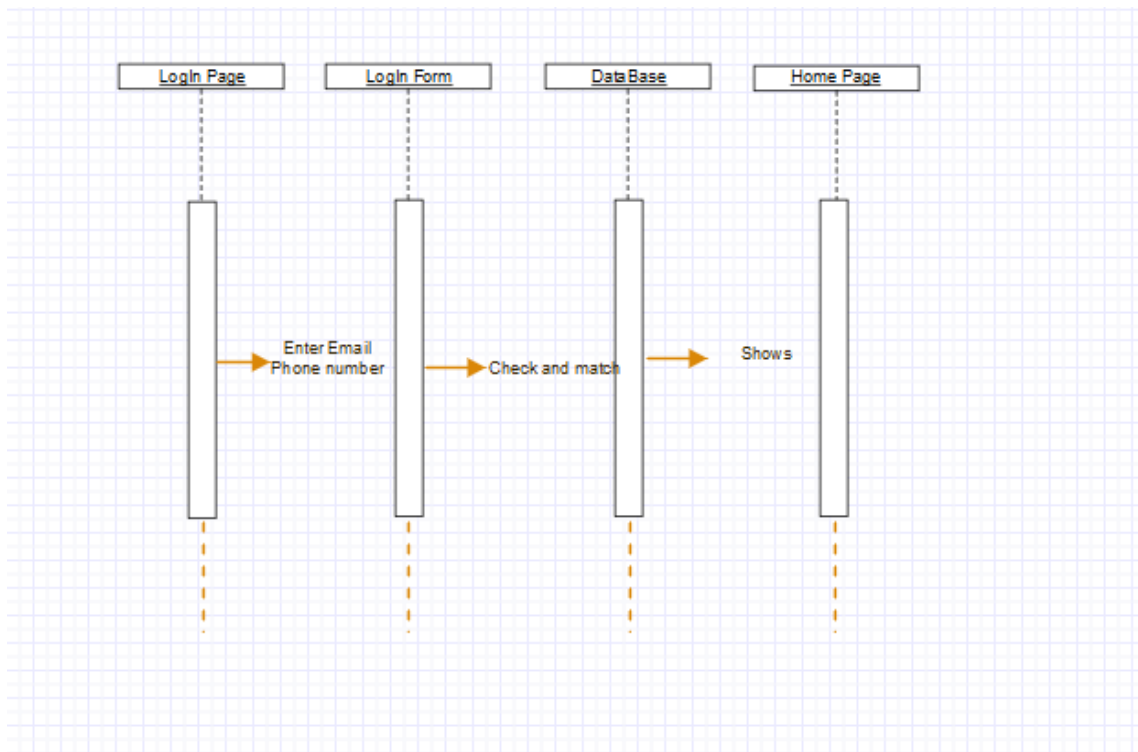 LogIn Page
LogIn Form
DataBase
Home Page
Enter Email
Phone number
Check and match
Shows